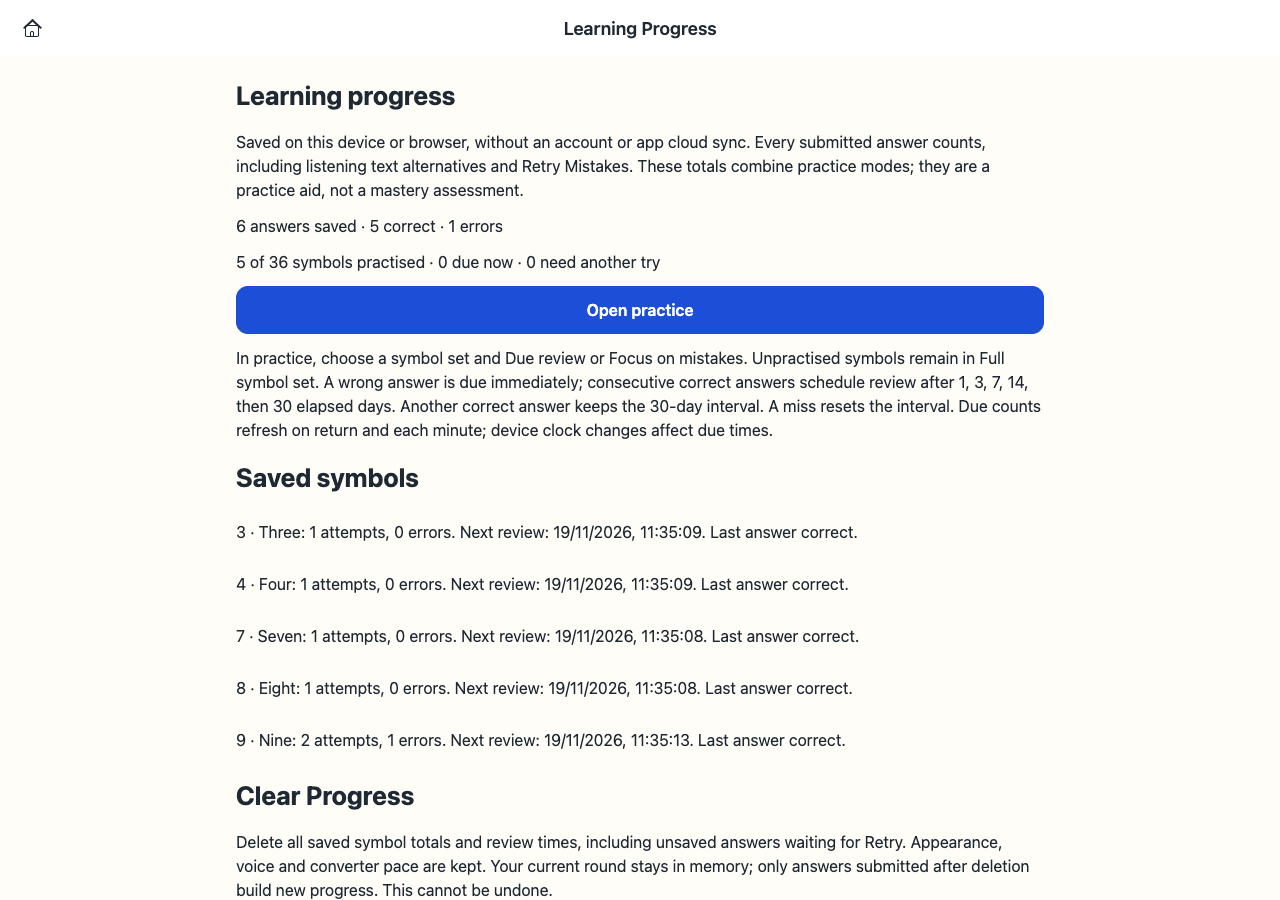 Learning Progress
Learning progress
Saved on this device or browser, without an account or app cloud sync. Every submitted answer counts,
including listening text alternatives and Retry Mistakes. These totals combine practice modes; they are a
practice aid, not a mastery assessment.
6 answers saved · 5 correct · 1 errors
5 of 36 symbols practised · 0 due now · 0 need another try
Open practice
In practice, choose a symbol set and Due review or Focus on mistakes. Unpractised symbols remain in Full
symbol set. A wrong answer is due immediately; consecutive correct answers schedule review after 1, 3, 7, 14,
then 30 elapsed days. Another correct answer keeps the 30-day interval. A miss resets the interval. Due counts
refresh on return and each minute; device clock changes affect due times.
Saved symbols
3 · Three: 1 attempts, 0 errors. Next review: 19/11/2026, 11:35:09. Last answer correct.
4 · Four: 1 attempts, 0 errors. Next review: 19/11/2026, 11:35:09. Last answer correct.
7 · Seven: 1 attempts, 0 errors. Next review: 19/11/2026, 11:35:08. Last answer correct.
8 · Eight: 1 attempts, 0 errors. Next review: 19/11/2026, 11:35:08. Last answer correct.
9 · Nine: 2 attempts, 1 errors. Next review: 19/11/2026, 11:35:13. Last answer correct.
Clear Progress
Delete all saved symbol totals and review times, including unsaved answers waiting for Retry. Appearance,
voice and converter pace are kept. Your current round stays in memory; only answers submitted after deletion
build new progress. This cannot be undone.